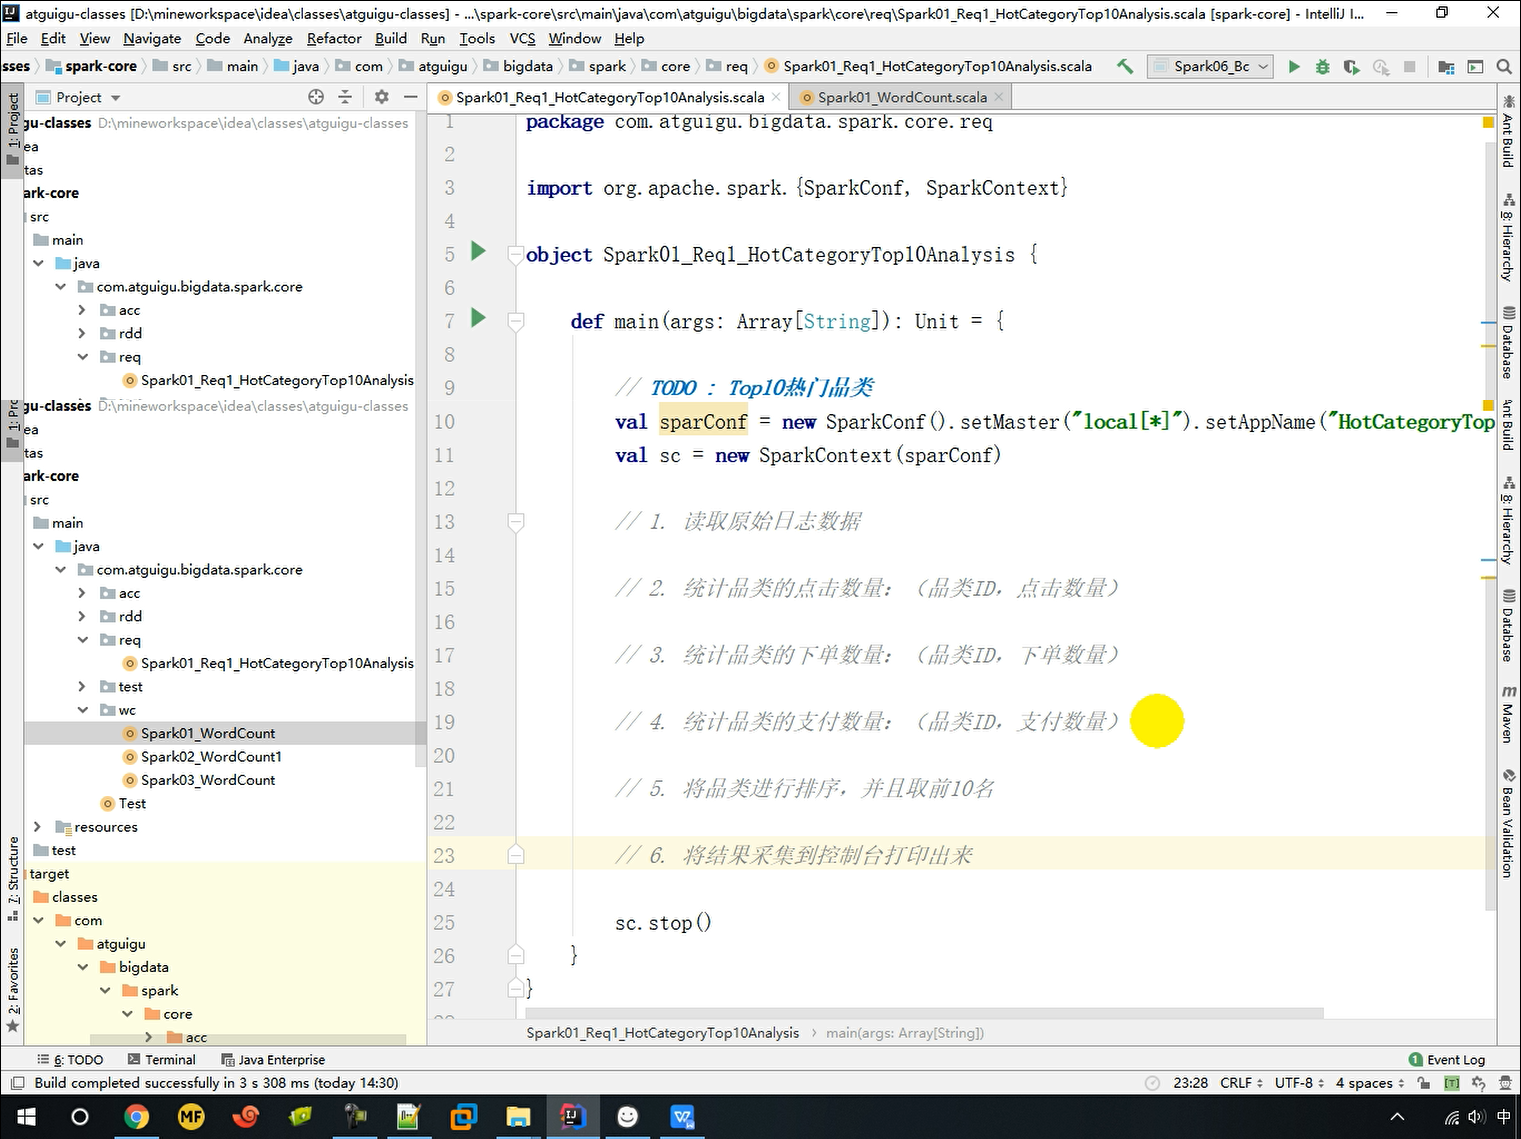 atguigu-classes [D:\mineworkspace\idea\classes\atguigu-classes] - ...\spark-core\src\main\java\com\atguigu\bigdata\spark\core\req\Spark01_Req1_HotCategoryTop10Analysis.scala [spark-core] - IntelliJ I...
File Edit View Navigate Code Analyze Refactor Build Run Tools VCS Window Help
sses spark-core src main java com atguigu bigdata spark core req Spark01_Req1_HotCategoryTop10Analysis.scala Spark06_Bc
Project
Spark01_Req1_HotCategoryTop10Analysis.scala
Spark01_WordCount.scala
1: Project
gu-classes D:\mineworkspace\idea\classes\atguigu-classes
ea
tas
ark-core
src
main
java
com.atguigu.bigdata.spark.core
acc
rdd
req
Spark01_Req1_HotCategoryTop10Analysis
gu-classes D:\mineworkspace\idea\classes\atguigu-classes
1: Pr
ea
tas
ark-core
src
main
java
com.atguigu.bigdata.spark.core
acc
rdd
req
Spark01_Req1_HotCategoryTop10Analysis
test
wc
Spark01_WordCount
Spark02_WordCount1
Spark03_WordCount
Test
resources
test
target
classes
com
atguigu
bigdata
spark
core
acc
7: Structure
2: Favorites
1 package com.atguigu.bigdata.spark.core.req
2
3 import org.apache.spark.{SparkConf, SparkContext}
4
5 object Spark01_Req1_HotCategoryTop10Analysis {
6
7 def main(args: Array[String]): Unit = {
8
9 // TODO : Top10热门品类
10 val sparConf = new SparkConf().setMaster("local[*]").setAppName("HotCategoryTop
11 val sc = new SparkContext(sparConf)
12
13 // 1. 读取原始日志数据
14
15 // 2. 统计品类的点击数量：（品类ID，点击数量）
16
17 // 3. 统计品类的下单数量：（品类ID，下单数量）
18
19 // 4. 统计品类的支付数量：（品类ID，支付数量）
20
21 // 5. 将品类进行排序，并且取前10名
22
23 // 6. 将结果采集到控制台打印出来
24
25 sc.stop()
26 }
27 }
Spark01_Req1_HotCategoryTop10Analysis main(args: Array[String])
Ant Build
8: Hierarchy
Database
Ant Build
8: Hierarchy
Database
m Maven
Bean Validation
6: TODO Terminal Java Enterprise 1 Event Log
Build completed successfully in 3 s 308 ms (today 14:30) 23:28 CRLF UTF-8 4 spaces [T]
MF IJ 中